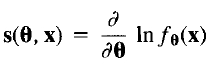 s(θ, x) = ∂/∂θ ln f_θ(x)